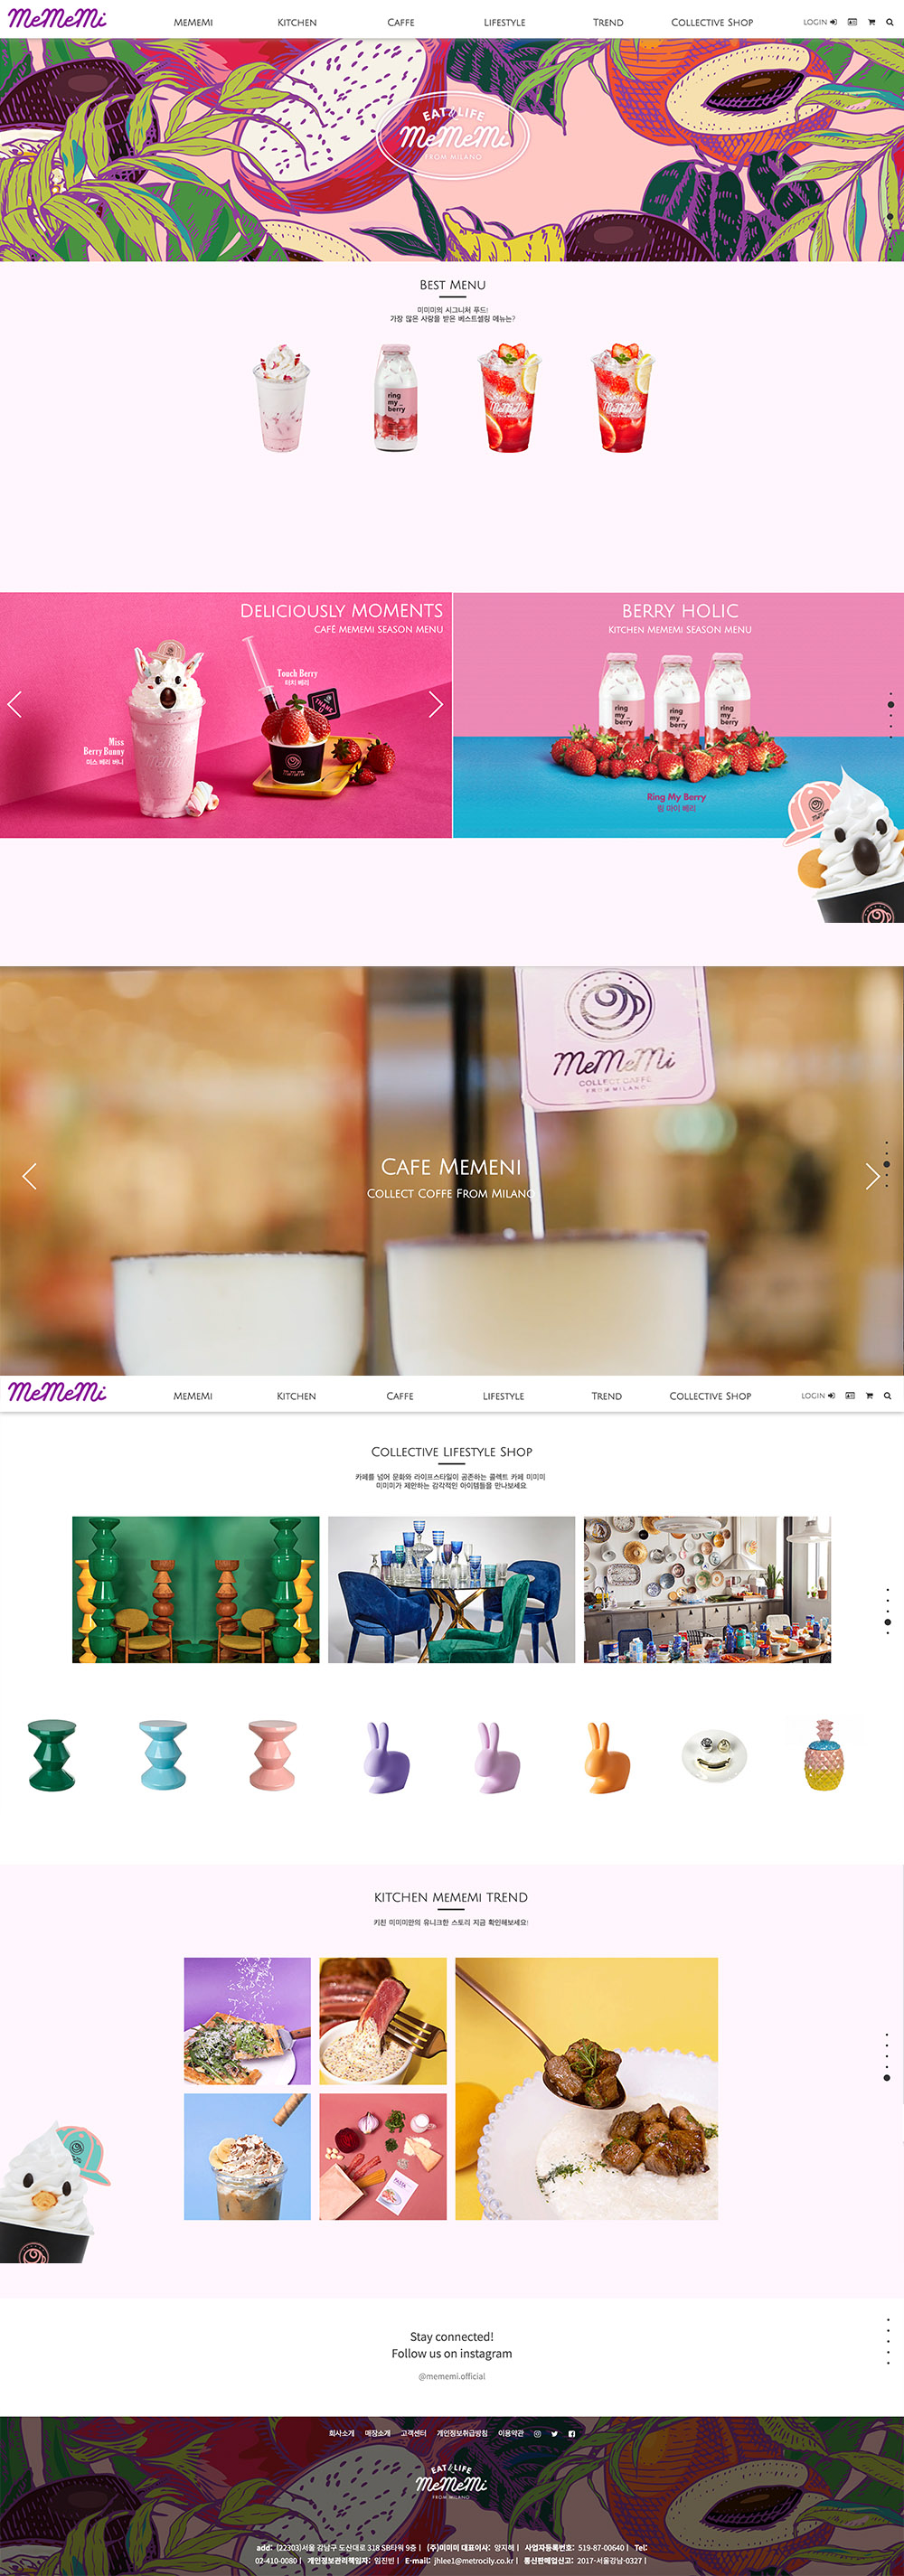 MeMeMi
MEMEMI KITCHEN CAFFE LIFESTYLE TREND COLLECTIVE SHOP LOGIN
EAT & LIFE
MeMeMi
FROM MILANO
BEST MENU
미미미의 시그니처 푸드!
가장 많은 사랑을 받은 베스트셀링 메뉴는?
ring
my _
berry
MeMeMi
MeMeMi
DELICIOUSLY MOMENTS
CAFÉ MEMEMI SEASON MENU
Touch Berry
터치 베리
Miss
Berry Bunny
미스 베리 버니
BERRY HOLIC
KITCHEN MEMEMI SEASON MENU
ring
my _
berry
ring
my _
berry
ring
my _
berry
Ring My Berry
링 마이 베리
MeMeMi
COLLECT CAFFÈ
FROM MILANO
CAFE MEMENI
COLLECT COFFE FROM MILANO
MeMeMi
MEMEMI KITCHEN CAFFE LIFESTYLE TREND COLLECTIVE SHOP LOGIN
COLLECTIVE LIFESTYLE SHOP
카페를 넘어 문화와 라이프스타일이 공존하는 콜렉트 카페 미미미
미미미가 제안하는 감각적인 아이템들을 만나보세요
KITCHEN MEMEMI TREND
키친 미미미만의 유니크한 스토리 지금 확인해보세요!
PASTA
Stay connected!
Follow us on instagram
@mememi.official
회사소개 매장소개 고객센터 개인정보취급방침 이용약관
EAT & LIFE
MeMeMi
FROM MILANO
add: (22303)서울 강남구 도산대로 318 SB타워 9층 | (주)미미미 대표이사: 양지해 | 사업자등록번호: 519-87-00640 | Tel:
02-410-0080 | 개인정보관리책임자: 임진빈 | E-mail: jhlee1@metrocily.co.kr | 통신판매업신고: 2017-서울강남-0327 |